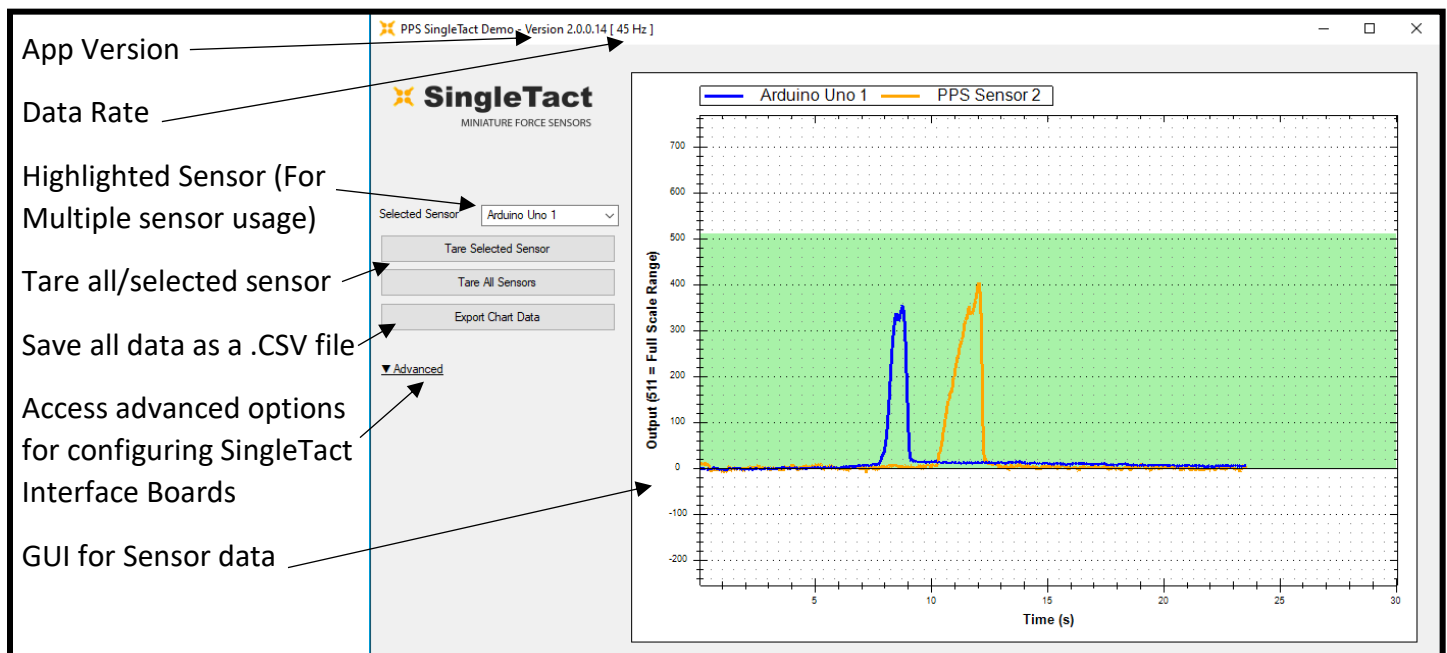 App Version
Data Rate
Highlighted Sensor (For
Multiple sensor usage)
Tare all/selected sensor
Save all data as a .CSV file
Access advanced options
for configuring SingleTact
Interface Boards
GUI for Sensor data
PPS SingleTact Demo - Version 2.0.0.14 [ 45 Hz ]
SingleTact
MINIATURE FORCE SENSORS
Selected Sensor
Arduino Uno 1
Tare Selected Sensor
Tare All Sensors
Export Chart Data
▼ Advanced
Arduino Uno 1 PPS Sensor 2
Output (511 = Full Scale Range)
700
600
500
400
300
200
100
0
-100
-200
5 10 15 20 25 30
Time (s)